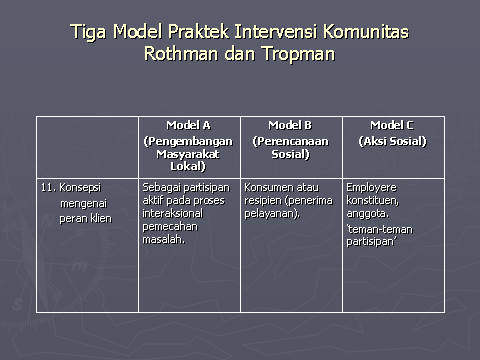 Tiga Model Praktek Intervensi Komunitas
Rothman dan Tropman
Model A
(Pengembangan
Masyarakat
Lokal)
Model B
(Perencanaan
Sosial)
Model C
(Aksi Sosial)
11. Konsepsi
mengenai
peran klien
Sebagai partisipan
aktif pada proses
interaksional
pemecahan
masalah.
Konsumen atau
resipien (penerima
pelayanan).
Employere
konstituen,
anggota.
'teman-teman
partisipan'